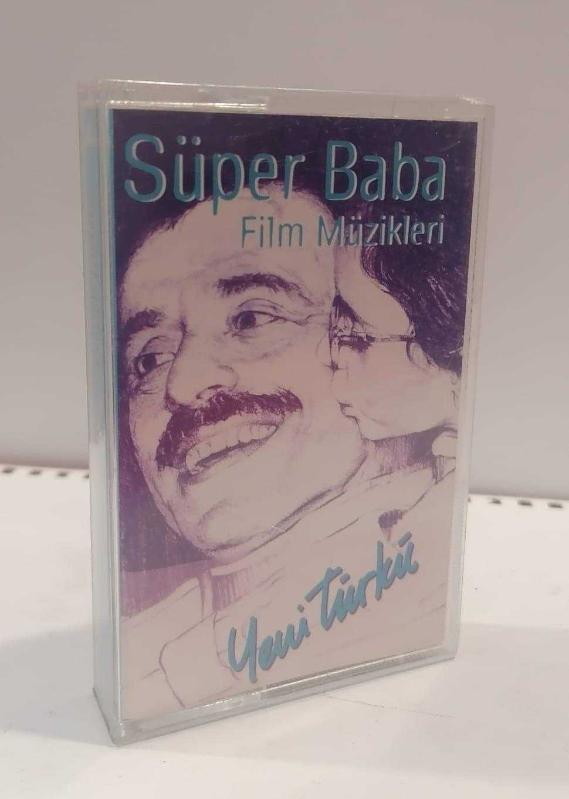 Süper Baba
Film Müzikleri
Yeni Türkü